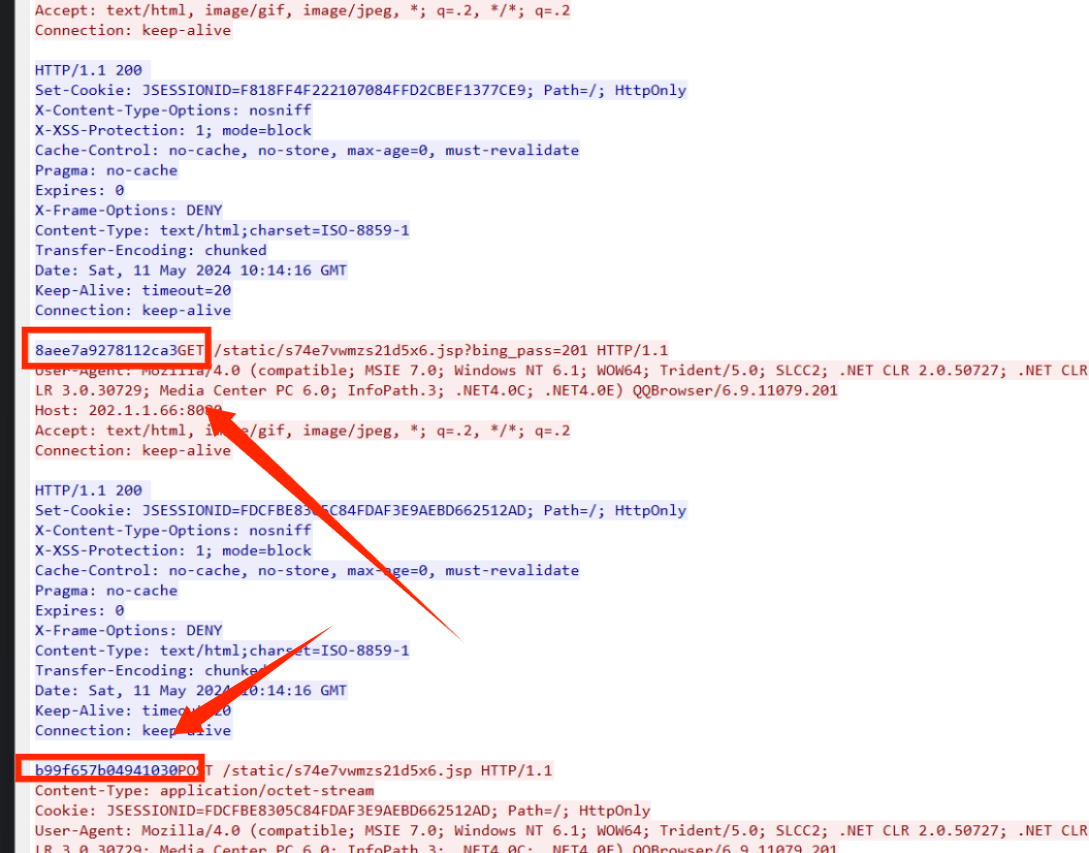 Accept: text/html, image/gif, image/jpeg, *; q=.2, */*; q=.2
Connection: keep-alive
HTTP/1.1 200
Set-Cookie: JSESSIONID=F818FF4F222107084FFD2CBEF1377CE9; Path=/; HttpOnly
X-Content-Type-Options: nosniff
X-XSS-Protection: 1; mode=block
Cache-Control: no-cache, no-store, max-age=0, must-revalidate
Pragma: no-cache
Expires: 0
X-Frame-Options: DENY
Content-Type: text/html;charset=ISO-8859-1
Transfer-Encoding: chunked
Date: Sat, 11 May 2024 10:14:16 GMT
Keep-Alive: timeout=20
Connection: keep-alive
8aee7a9278112ca3GET /static/s74e7vwmzs21d5x6.jsp?bing_pass=201 HTTP/1.1
User-Agent: Mozilla/4.0 (compatible; MSIE 7.0; Windows NT 6.1; WOW64; Trident/5.0; SLCC2; .NET CLR 2.0.50727; .NET CLR
LR 3.0.30729; Media Center PC 6.0; InfoPath.3; .NET4.0C; .NET4.0E) QQBrowser/6.9.11079.201
Host:
Accept: text/html, image/gif, image/jpeg, *; q=.2, */*; q=.2
Connection: keep-alive
HTTP/1.1 200
Set-Cookie: JSESSIONID=FDCFBE8305C84FDAF3E9AEBD662512AD; Path=/; HttpOnly
X-Content-Type-Options: nosniff
X-XSS-Protection: 1; mode=block
Cache-Control: no-cache, no-store, max-age=0, must-revalidate
Pragma: no-cache
Expires: 0
X-Frame-Options: DENY
Content-Type: text/html;charset=ISO-8859-1
Transfer-Encoding: chunked
Date: Sat, 11 May 2024 10:14:16 GMT
Keep-Alive: timeout=20
Connection: keep-alive
b99f657b04941030POST /static/s74e7vwmzs21d5x6.jsp HTTP/1.1
Content-Type: application/octet-stream
Cookie: JSESSIONID=FDCFBE8305C84FDAF3E9AEBD662512AD; Path=/; HttpOnly
User-Agent: Mozilla/4.0 (compatible; MSIE 7.0; Windows NT 6.1; WOW64; Trident/5.0; SLCC2; .NET CLR 2.0.50727; .NET CLR
LR 3.0.30729; Media Center PC 6.0; InfoPath.3; .NET4.0C; .NET4.0E) QQBrowser/6.9.11079.201